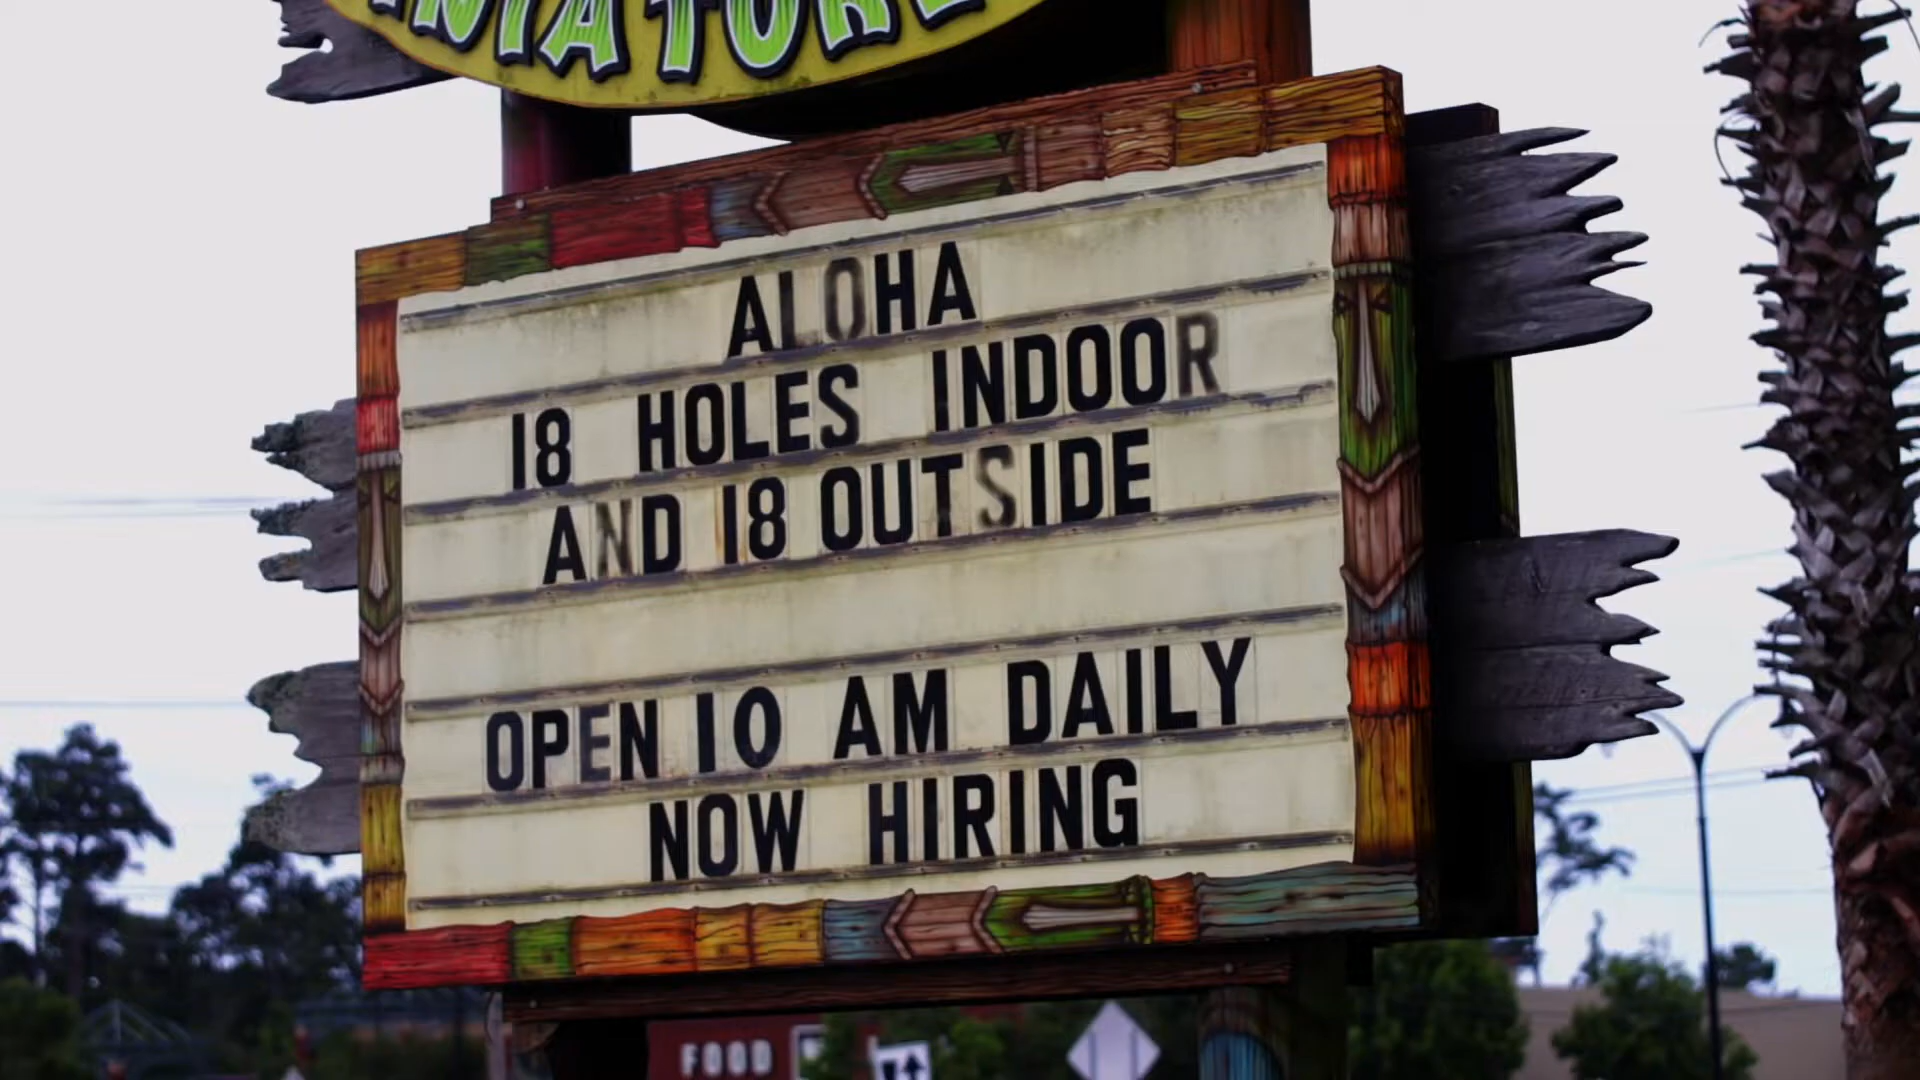 ALOHA
18 HOLES INDOOR
AND 18 OUTSIDE
OPEN 10 AM DAILY
NOW HIRING
FOOD